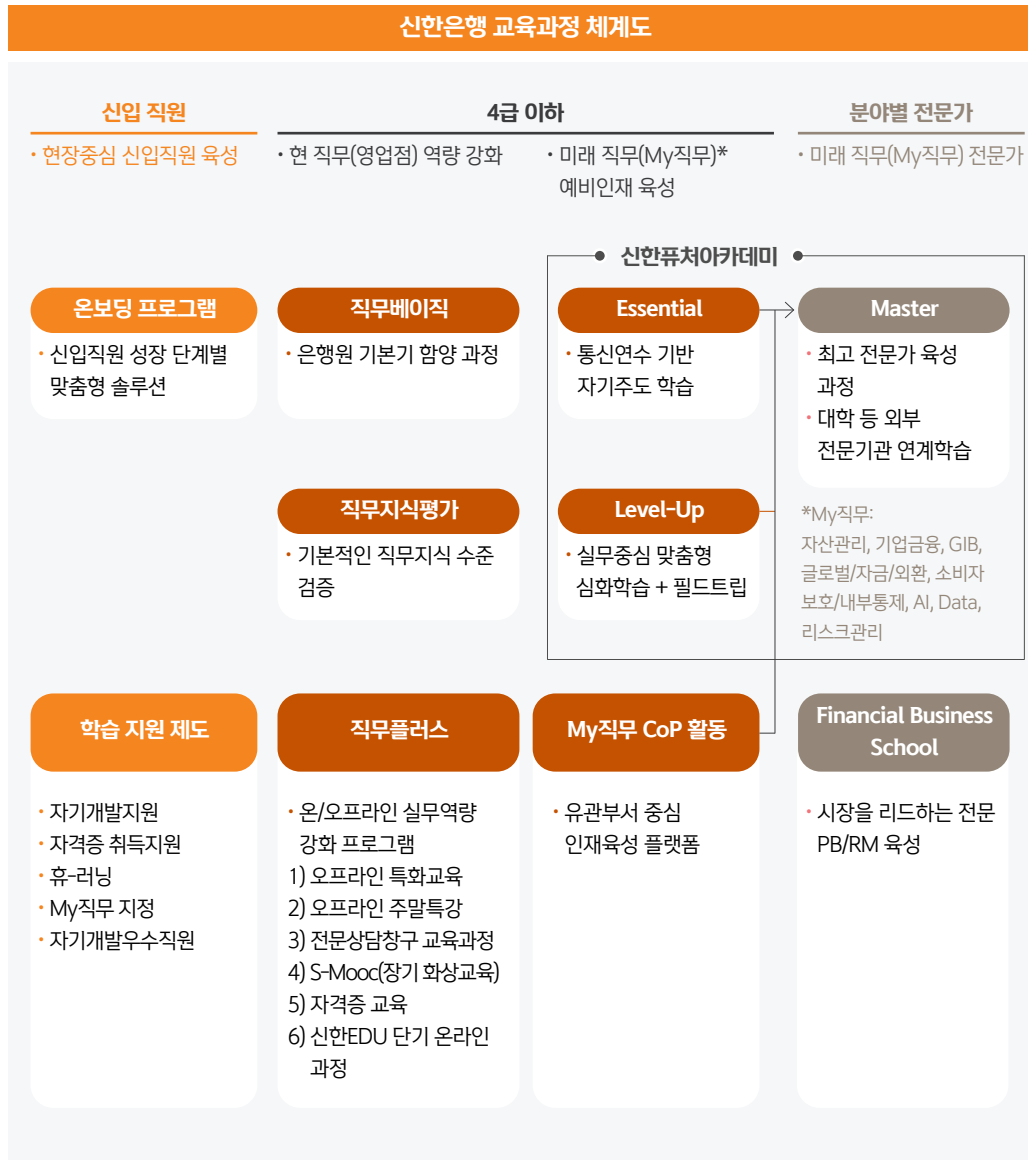 신한은행 교육과정 체계도
신입 직원
• 현장중심 신입직원 육성
4급 이하
• 현 직무(영업점) 역량 강화
• 미래 직무(My직무)*
예비인재 육성
분야별 전문가
• 미래 직무(My직무) 전문가
신한퓨처아카데미
온보딩 프로그램
• 신입직원 성장 단계별
맞춤형 솔루션
직무베이직
• 은행원 기본기 함양 과정
Essential
• 통신연수 기반
자기주도 학습
Master
• 최고 전문가 육성
과정
• 대학 등 외부
전문기관 연계학습
직무지식평가
• 기본적인 직무지식 수준
검증
Level-Up
• 실무중심 맞춤형
심화학습 + 필드트립
*My직무:
자산관리, 기업금융, GIB,
글로벌/자금/외환, 소비자
보호/내부통제, AI, Data,
리스크관리
학습 지원 제도
• 자기개발지원
• 자격증 취득지원
• 휴-러닝
• My직무 지정
• 자기개발우수직원
직무플러스
• 온/오프라인 실무역량
강화 프로그램
1) 오프라인 특화교육
2) 오프라인 주말특강
3) 전문상담창구 교육과정
4) S-Mooc(장기 화상교육)
5) 자격증 교육
6) 신한EDU 단기 온라인
과정
My직무 CoP 활동
• 유관부서 중심
인재육성 플랫폼
Financial Business
School
• 시장을 리드하는 전문
PB/RM 육성